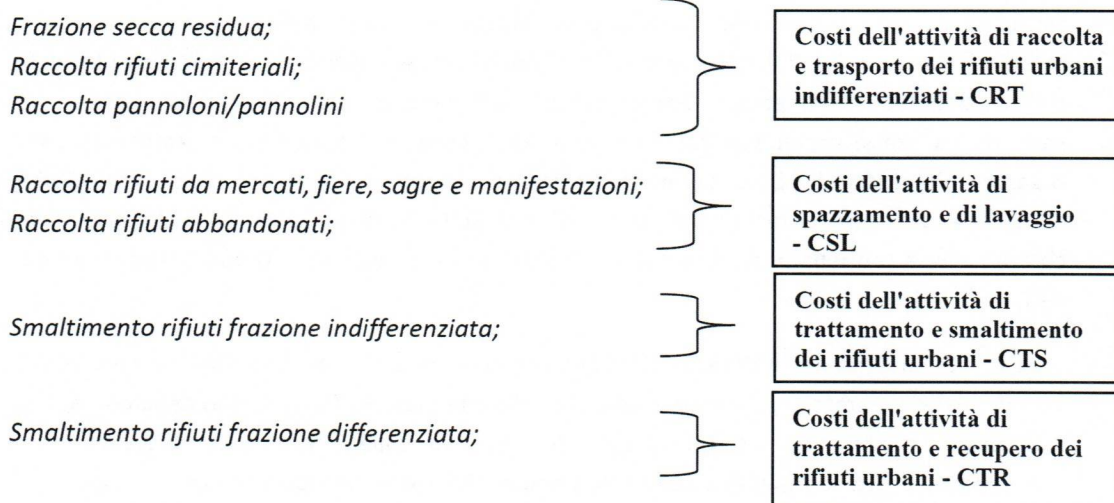 Frazione secca residua;
Raccolta rifiuti cimiteriali;
Raccolta pannoloni/pannolini
Costi dell'attività di raccolta
e trasporto dei rifiuti urbani
indifferenziati - CRT
Raccolta rifiuti da mercati, fiere, sagre e manifestazioni;
Raccolta rifiuti abbandonati;
Costi dell'attività di
spazzamento e di lavaggio
- CSL
Smaltimento rifiuti frazione indifferenziata;
Costi dell'attività di
trattamento e smaltimento
dei rifiuti urbani - CTS
Smaltimento rifiuti frazione differenziata;
Costi dell'attività di
trattamento e recupero dei
rifiuti urbani - CTR